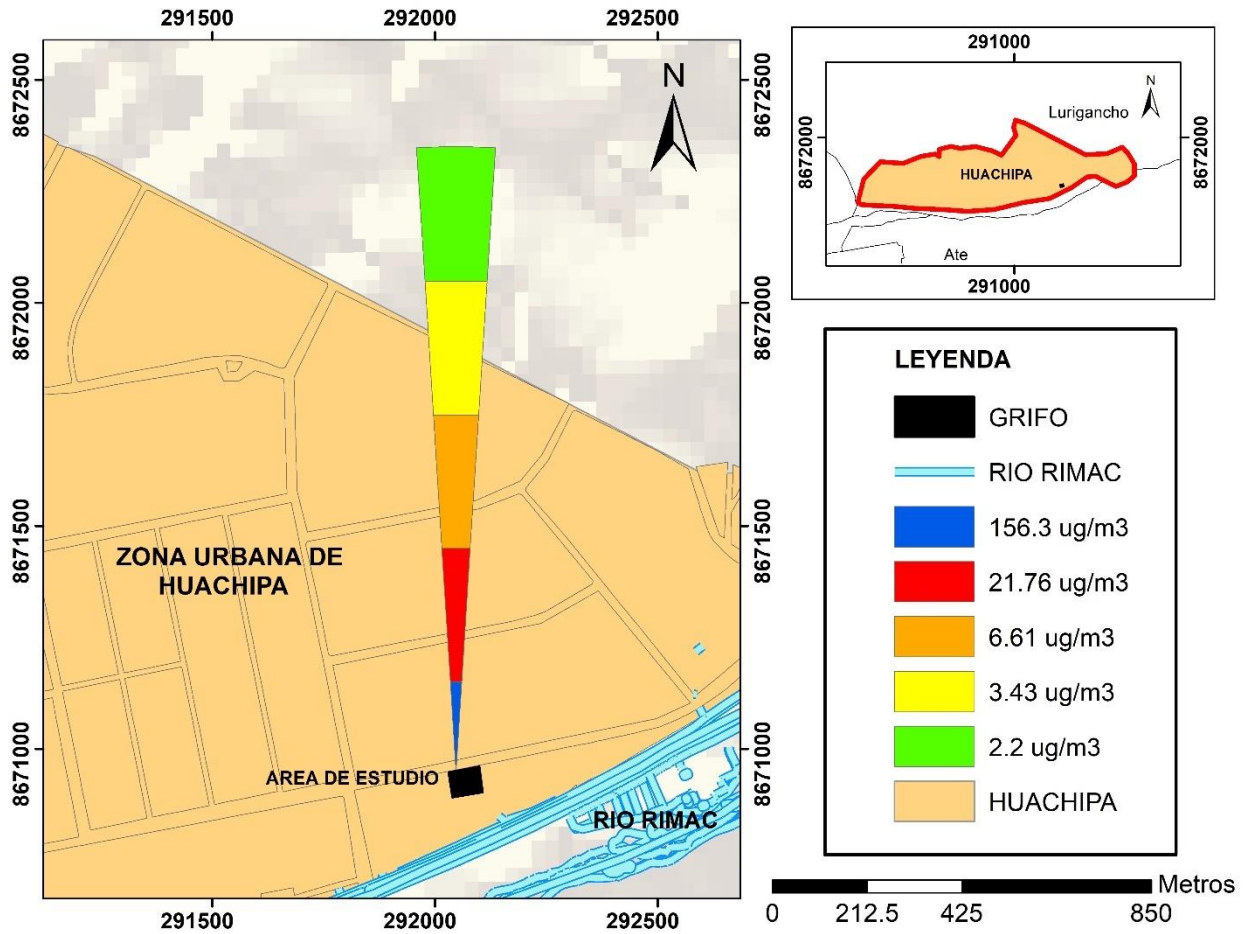 291500 292000 292500
8672500
8672000
8671500
8671000
N
ZONA URBANA DE
HUACHIPA
AREA DE ESTUDIO
RIO RIMAC
8672500
8672000
8671500
8671000
291500 292000 292500
291000
8672000
N
Lurigancho
HUACHIPA
Ate
8672000
291000
LEYENDA
GRIFO
RIO RIMAC
156.3 ug/m3
21.76 ug/m3
6.61 ug/m3
3.43 ug/m3
2.2 ug/m3
HUACHIPA
Metros
0 212.5 425 850